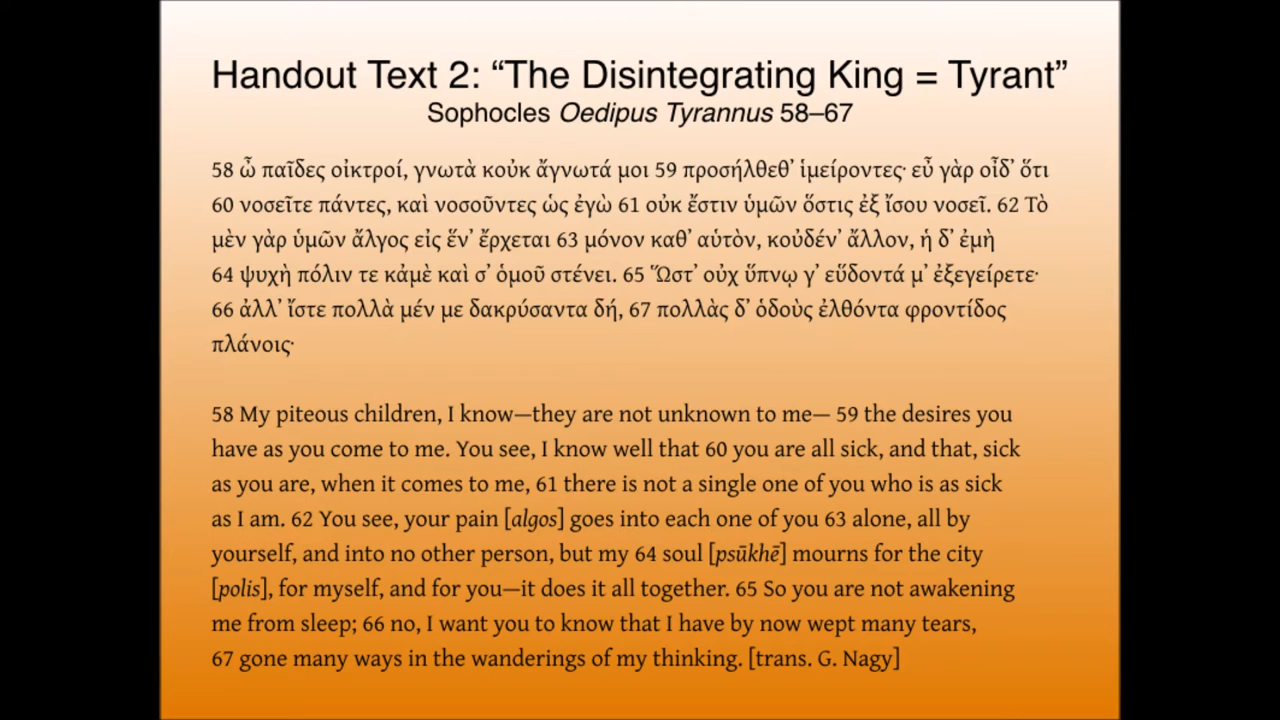 Handout Text 2: “The Disintegrating King = Tyrant”
Sophocles Oedipus Tyrannus 58–67
58 ὦ παῖδες οἰκτροί, γνωτὰ κοὐκ ἄγνωτά μοι 59 προσήλθεθ’ ἱμείροντες· εὖ γὰρ οἶδ’ ὅτι
60 νοσεῖτε πάντες, καὶ νοσοῦντες ὡς ἐγὼ 61 οὐκ ἔστιν ὑμῶν ὅστις ἐξ ἴσου νοσεῖ. 62 Τὸ
μὲν γὰρ ὑμῶν ἄλγος εἰς ἕν’ ἔρχεται 63 μόνον καθ’ αὑτὸν, κοὐδέν’ ἄλλον, ἡ δ’ ἐμὴ
64 ψυχὴ πόλιν τε κἀμὲ καὶ σ’ ὁμοῦ στένει. 65 Ὥστ’ οὐχ ὕπνῳ γ’ εὕδοντά μ’ ἐξεγείρετε·
66 ἀλλ’ ἴστε πολλὰ μέν με δακρύσαντα δή, 67 πολλὰς δ’ ὁδοὺς ἐλθόντα φροντίδος
πλάνοις·
58 My piteous children, I know—they are not unknown to me— 59 the desires you
have as you come to me. You see, I know well that 60 you are all sick, and that, sick
as you are, when it comes to me, 61 there is not a single one of you who is as sick
as I am. 62 You see, your pain [algos] goes into each one of you 63 alone, all by
yourself, and into no other person, but my 64 soul [psūkhē] mourns for the city
[polis], for myself, and for you—it does it all together. 65 So you are not awakening
me from sleep; 66 no, I want you to know that I have by now wept many tears,
67 gone many ways in the wanderings of my thinking. [trans. G. Nagy]